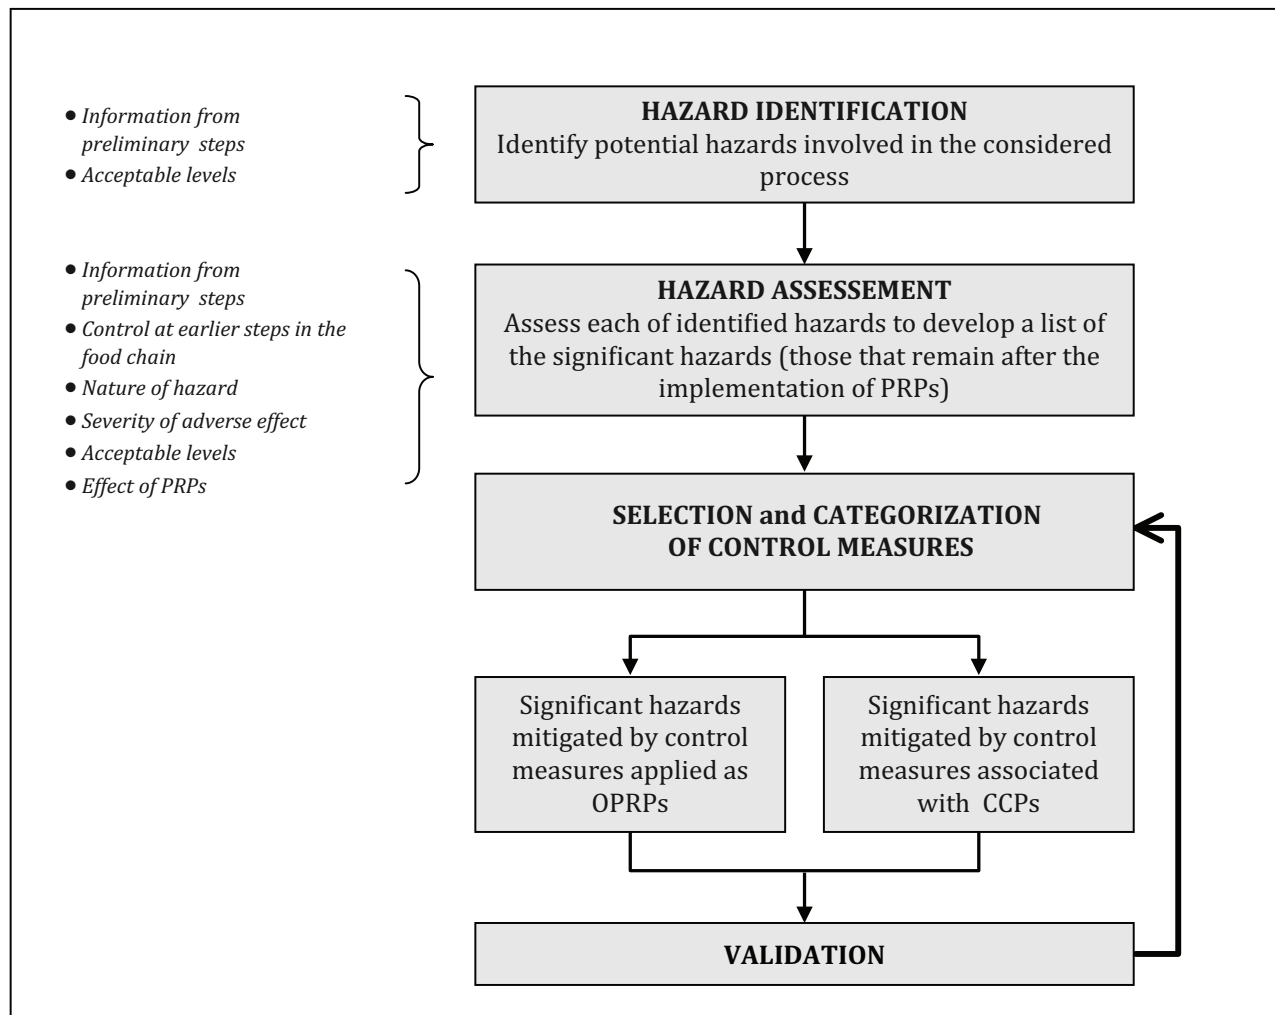 • Information from
preliminary steps
• Acceptable levels
HAZARD IDENTIFICATION
Identify potential hazards involved in the considered
process
• Information from
preliminary steps
• Control at earlier steps in the
food chain
• Nature of hazard
• Severity of adverse effect
• Acceptable levels
• Effect of PRPs
HAZARD ASSESSEMENT
Assess each of identified hazards to develop a list of
the significant hazards (those that remain after the
implementation of PRPs)
SELECTION and CATEGORIZATION
OF CONTROL MEASURES
Significant hazards
mitigated by control
measures applied as
OPRPs
Significant hazards
mitigated by control
measures associated
with CCPs
VALIDATION